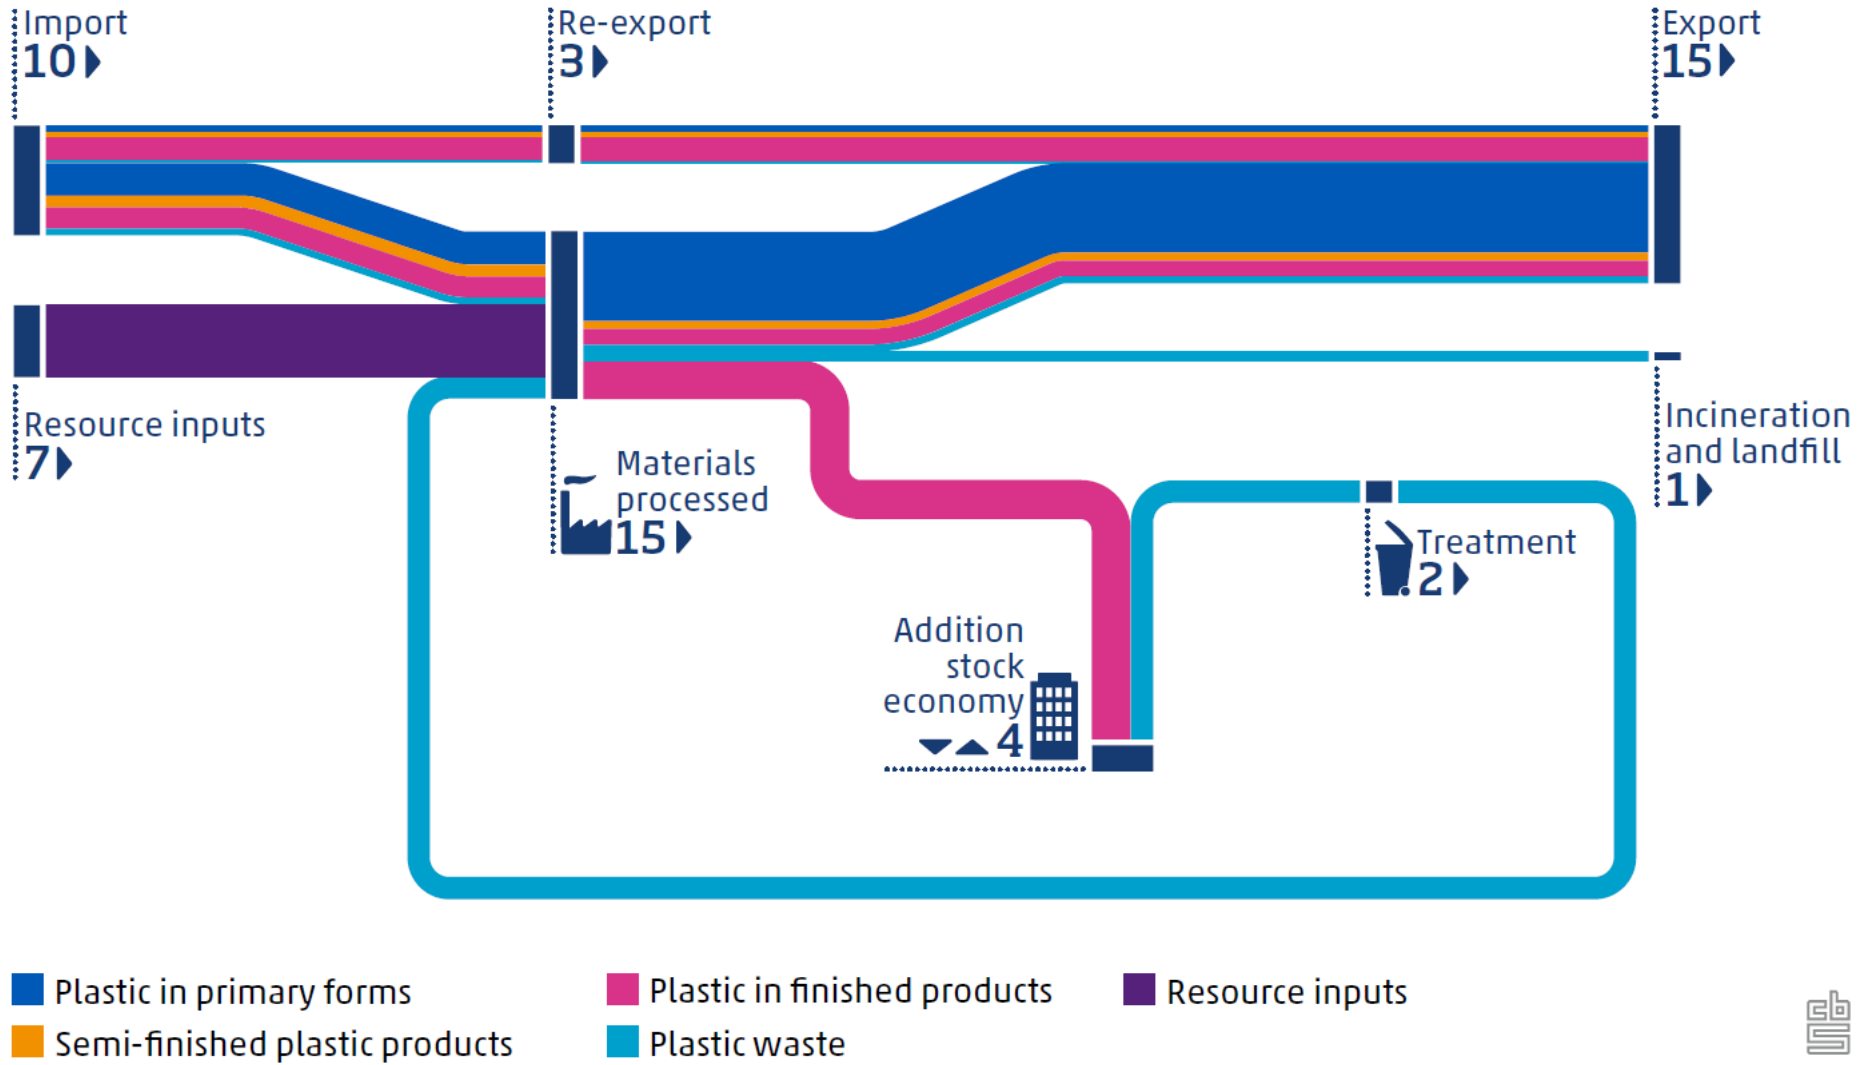 Import
10
Re-export
3
Export
15
Resource inputs
7
Materials
processed
15
Incineration
and landfill
1
Treatment
2
Addition
stock
economy
4
Plastic in primary forms
Plastic in finished products
Resource inputs
Semi-finished plastic products
Plastic waste
cbs